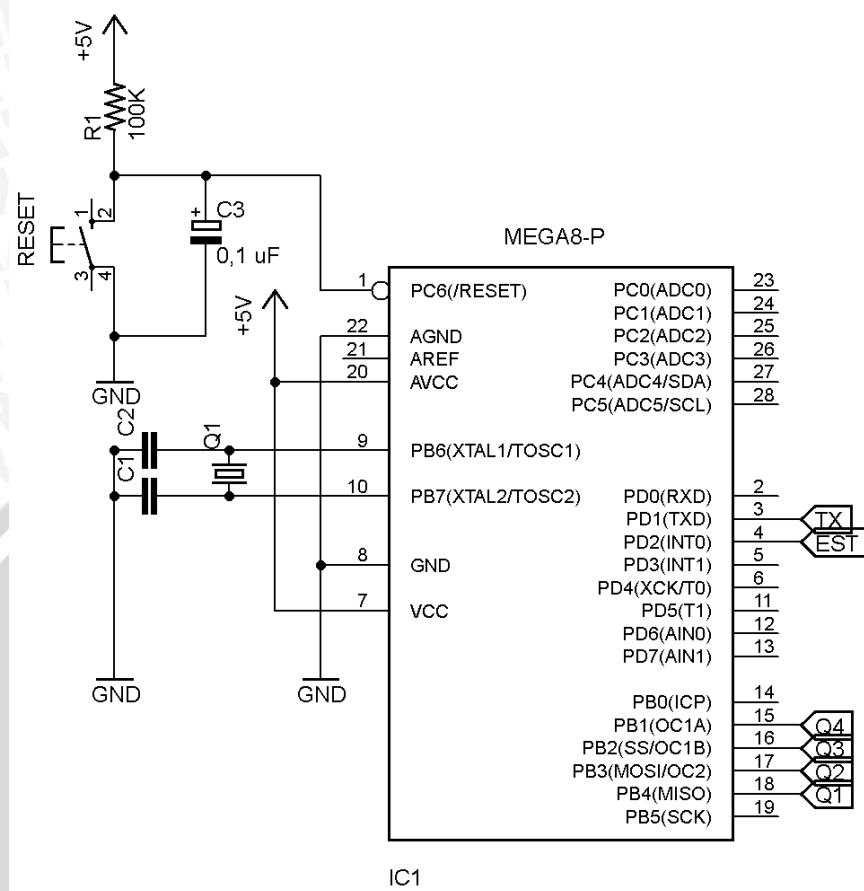 +5V
R1
100K
RESET
1
2
3
4
+
C3
0,1 uF
GND
+5V
MEGA8-P
1 PC6(/RESET)
22 AGND
21 AREF
20 AVCC
9 PB6(XTAL1/TOSC1)
10 PB7(XTAL2/TOSC2)
8 GND
7 VCC
PC0(ADC0) 23
PC1(ADC1) 24
PC2(ADC2) 25
PC3(ADC3) 26
PC4(ADC4/SDA) 27
PC5(ADC5/SCL) 28
PD0(RXD) 2
PD1(TXD) 3 TX
PD2(INT0) 4 EST
PD3(INT1) 5
PD4(XCK/T0) 6
PD5(T1) 11
PD6(AIN0) 12
PD7(AIN1) 13
PB0(ICP) 14
PB1(OC1A) 15 Q4
PB2(SS/OC1B) 16 Q3
PB3(MOSI/OC2) 17 Q2
PB4(MISO) 18 Q1
PB5(SCK) 19
C2
C1
Q1
GND
GND
IC1